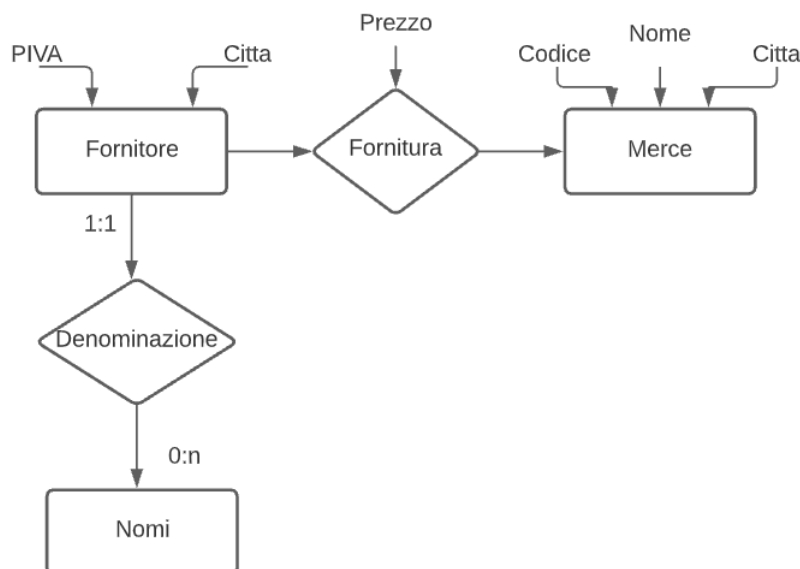 Prezzo
PIVA
Citta
Codice
Nome
Citta
Fornitore
Fornitura
Merce
1:1
Denominazione
0:n
Nomi